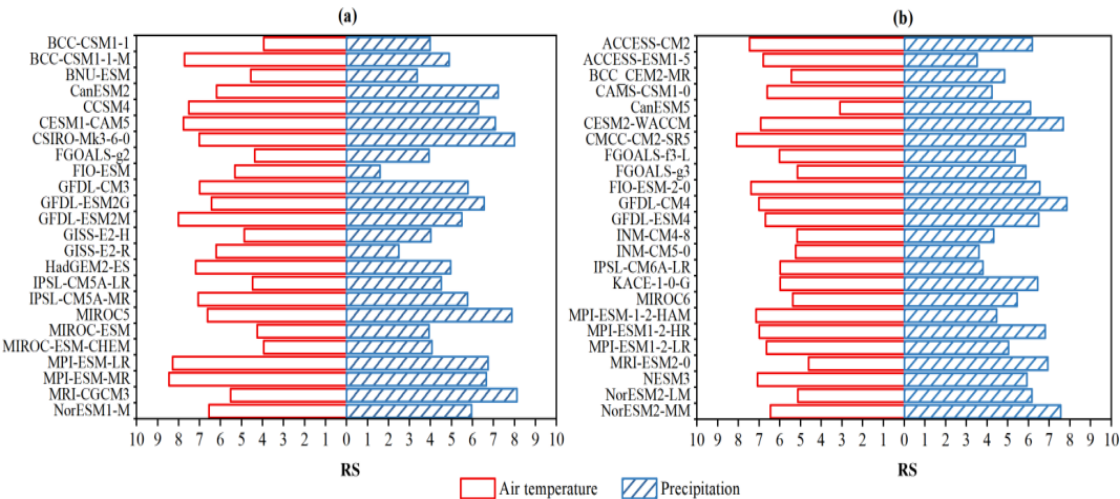 (a)
BCC-CSM1-1
BCC-CSM1-1-M
BNU-ESM
CanESM2
CCSM4
CESM1-CAM5
CSIRO-Mk3-6-0
FGOALS-g2
FIO-ESM
GFDL-CM3
GFDL-ESM2G
GFDL-ESM2M
GISS-E2-H
GISS-E2-R
HadGEM2-ES
IPSL-CM5A-LR
IPSL-CM5A-MR
MIROC5
MIROC-ESM
MIROC-ESM-CHEM
MPI-ESM-LR
MPI-ESM-MR
MRI-CGCM3
NorESM1-M
10 9 8 7 6 5 4 3 2 1 0 1 2 3 4 5 6 7 8 9 10
RS
(b)
ACCESS-CM2
ACCESS-ESM1-5
BCC_CEM2-MR
CAMS-CSM1-0
CanESM5
CESM2-WACCM
CMCC-CM2-SR5
FGOALS-f3-L
FGOALS-g3
FIO-ESM-2-0
GFDL-CM4
GFDL-ESM4
INM-CM4-8
INM-CM5-0
IPSL-CM6A-LR
KACE-1-0-G
MIROC6
MPI-ESM-1-2-HAM
MPI-ESM1-2-HR
MPI-ESM1-2-LR
MRI-ESM2-0
NESM3
NorESM2-LM
NorESM2-MM
10 9 8 7 6 5 4 3 2 1 0 1 2 3 4 5 6 7 8 9 10
RS
Air temperature
Precipitation